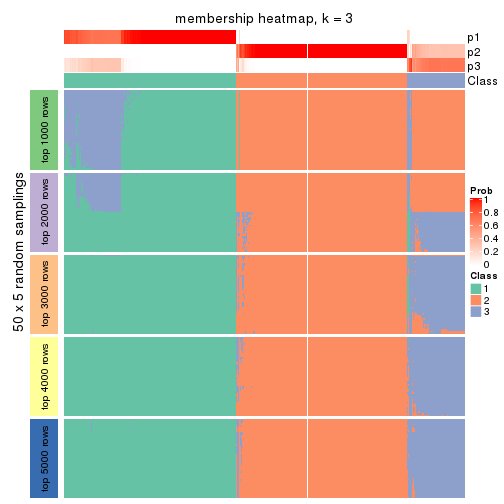 membership heatmap, k = 3
p1
p2
p3
Class
50 x 5 random samplings
top 1000 rows
top 2000 rows
top 3000 rows
top 4000 rows
top 5000 rows
Prob
1
0.8
0.6
0.4
0.2
0
Class
1
2
3